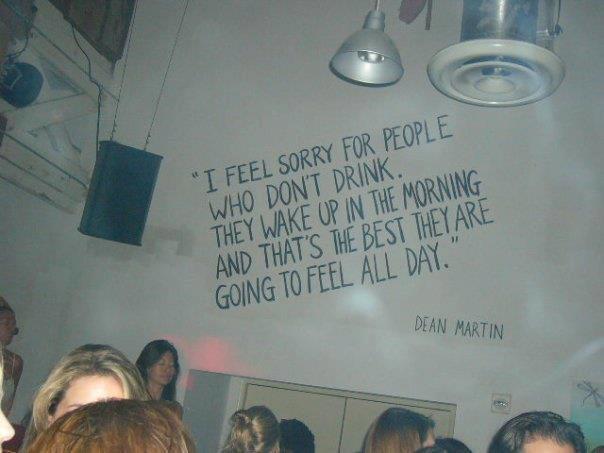 "I FEEL SORRY FOR PEOPLE
WHO DON'T DRINK.
THEY WAKE UP IN THE MORNING
AND THAT'S THE BEST THEY ARE
GOING TO FEEL ALL DAY."
DEAN MARTIN